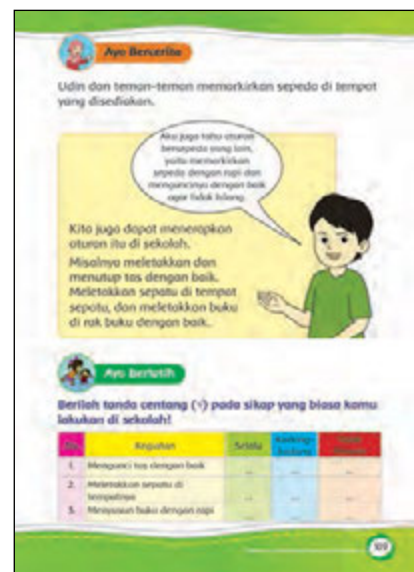 Ayo Bercerita
Udin dan teman-teman memarkirkan sepeda di tempat
yang disediakan.
Aku juga tahu aturan
bersepeda yang lain,
yaitu memarkirkan
sepeda dengan rapi dan
menguncinya dengan baik
agar tidak hilang.
Kita juga dapat menerapkan
aturan itu di sekolah.
Misalnya meletakkan dan
menutup tas dengan baik.
Meletakkan sepatu di tempat
sepatu, dan meletakkan buku
di rak buku dengan baik.
Ayo Berlatih
Berilah tanda centang (√) pada sikap yang biasa kamu
lakukan di sekolah!
No. Kegiatan Selalu Kadang-
kadang
1. Mengunci tas dengan baik ... ... ...
2. Meletakkan sepatu di
tempatnya ... ... ...
3. Menyusun buku dengan rapi